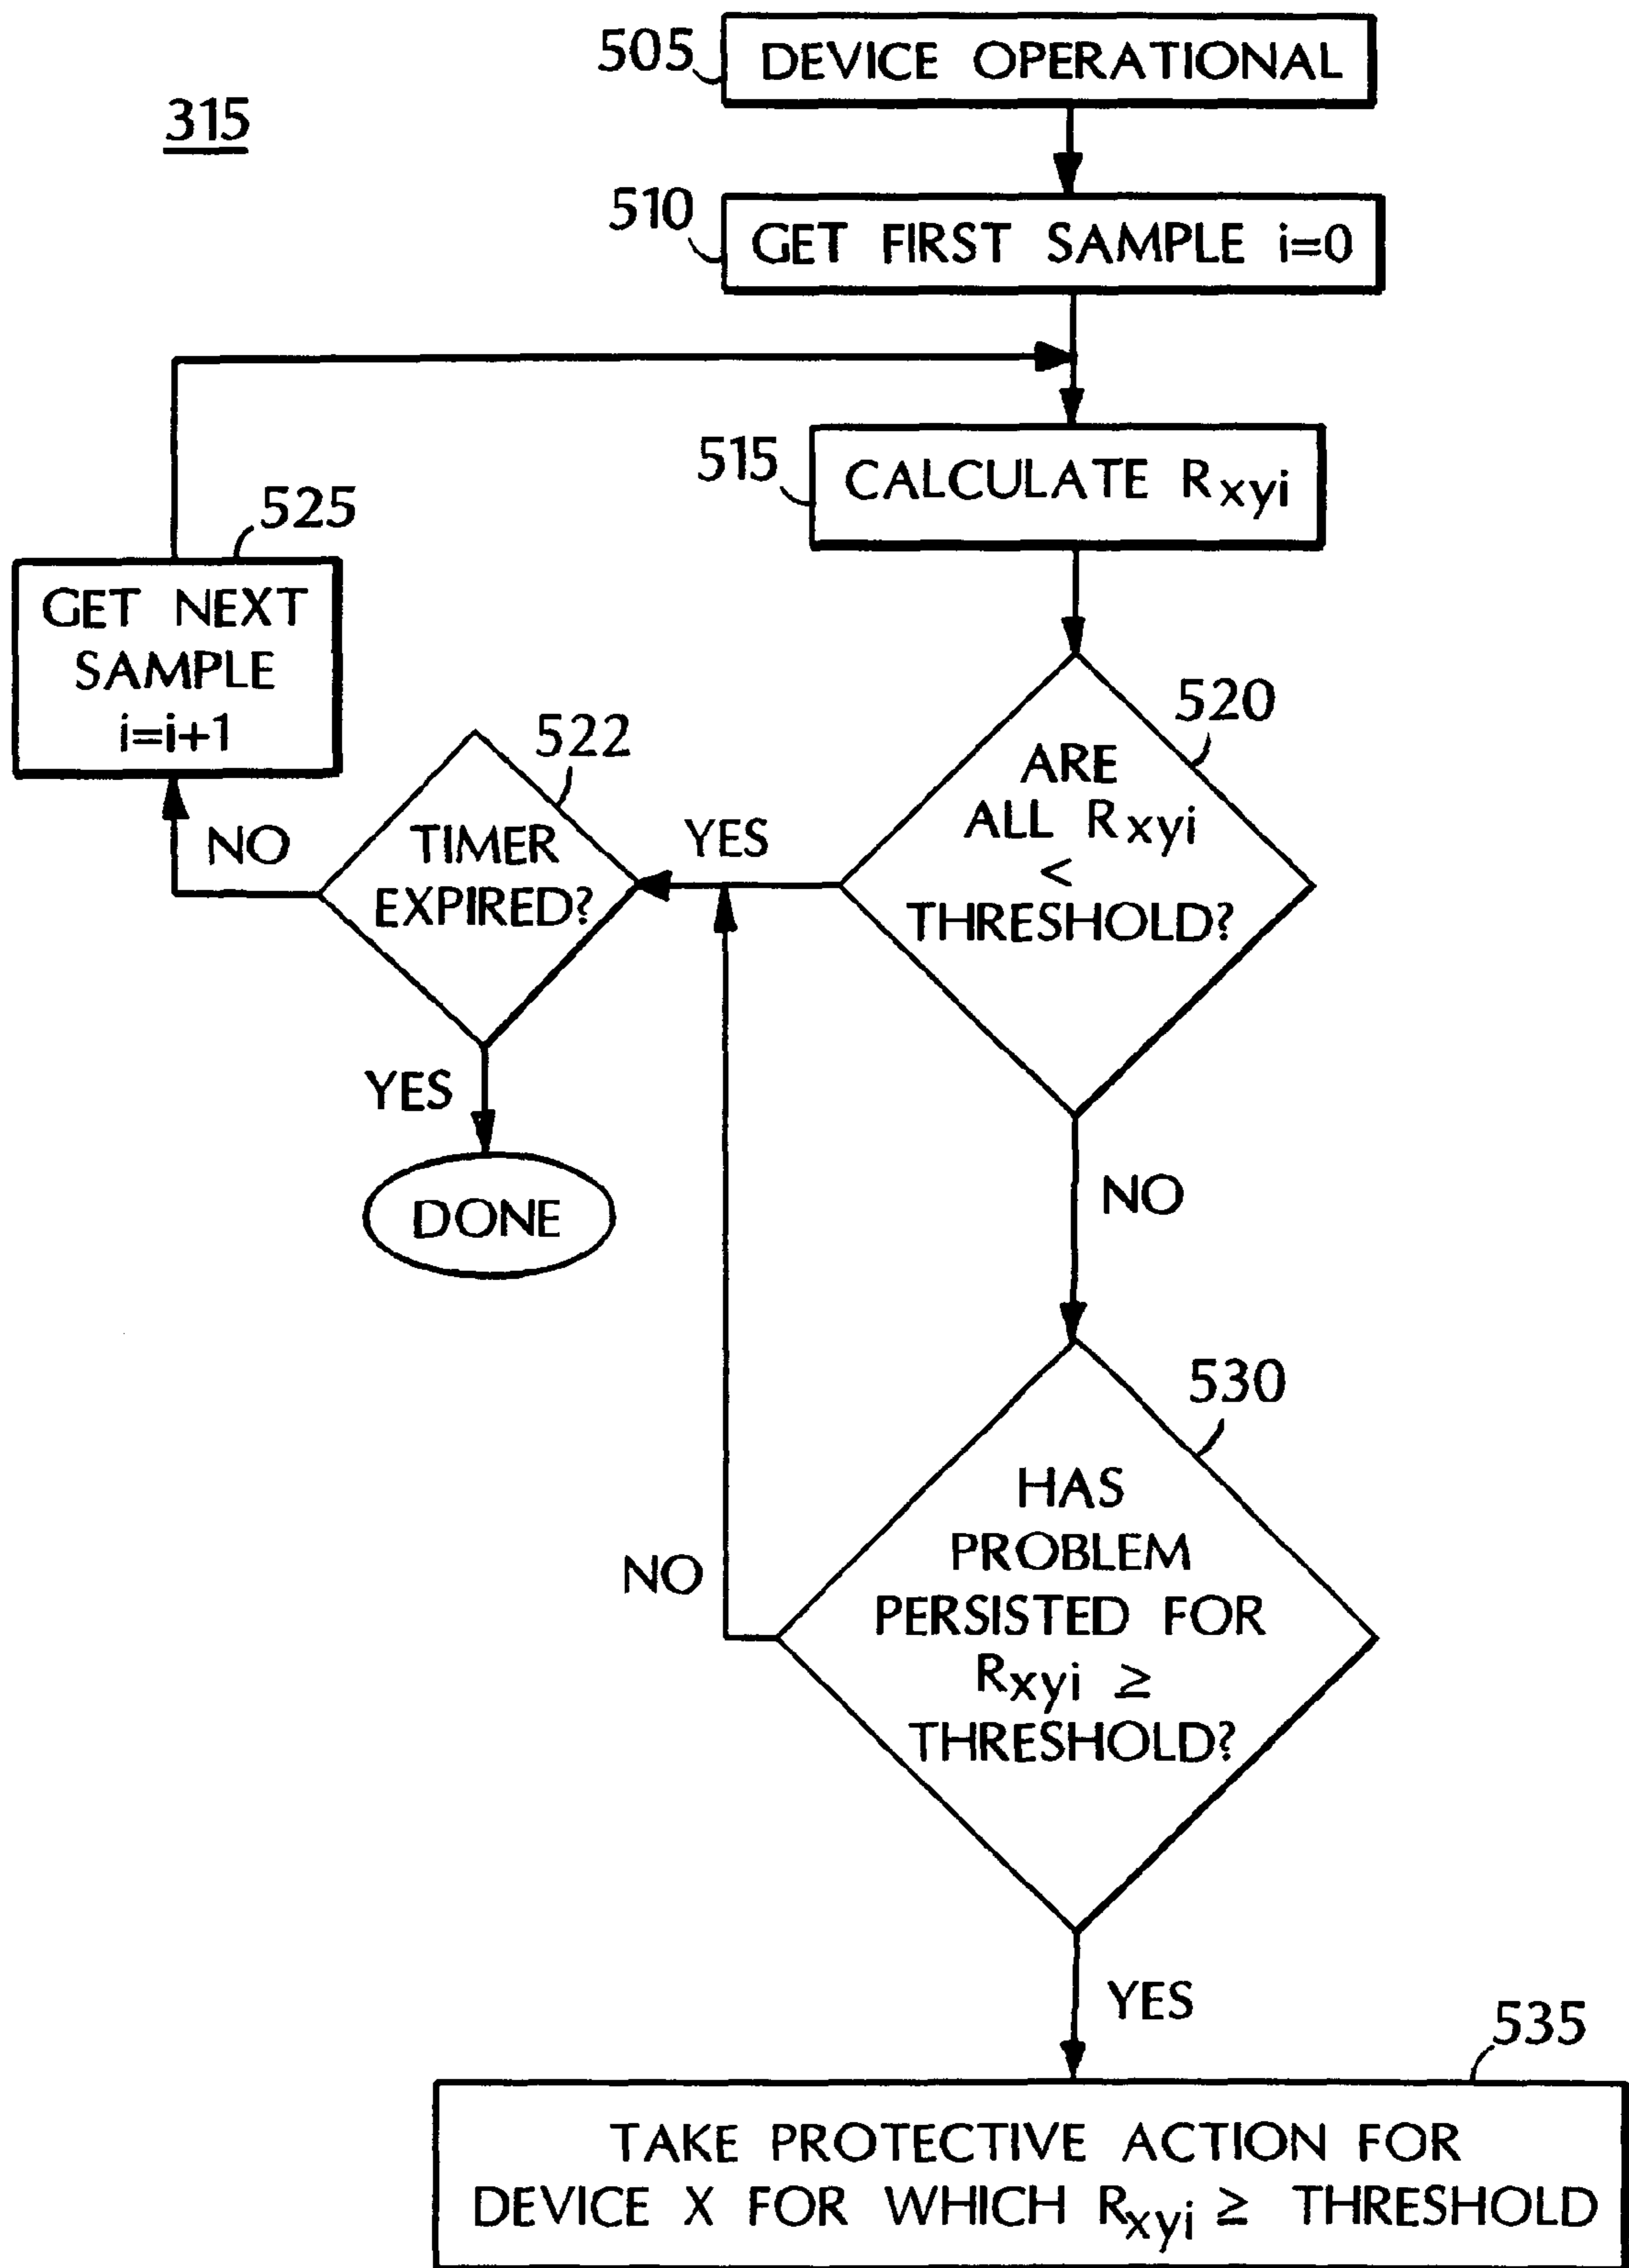 505
DEVICE OPERATIONAL
315
510
GET FIRST SAMPLE i=0
515
CALCULATE Rxyi
525
GET NEXT
SAMPLE
i=i+1
520
ARE
ALL Rxyi
<
THRESHOLD?
522
TIMER
EXPIRED?
YES
NO
YES
DONE
NO
530
HAS
PROBLEM
PERSISTED FOR
Rxyi ≥
THRESHOLD?
NO
YES
535
TAKE PROTECTIVE ACTION FOR
DEVICE X FOR WHICH Rxyi ≥ THRESHOLD